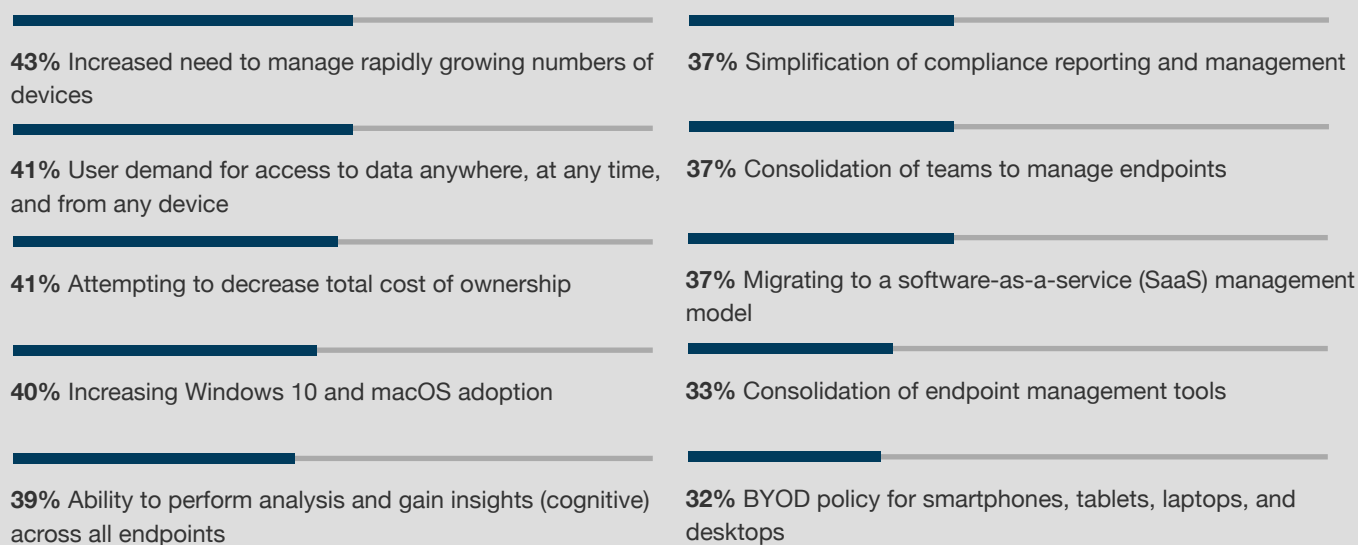 43% Increased need to manage rapidly growing numbers of
devices
41% User demand for access to data anywhere, at any time,
and from any device
41% Attempting to decrease total cost of ownership
40% Increasing Windows 10 and macOS adoption
39% Ability to perform analysis and gain insights (cognitive)
across all endpoints
37% Simplification of compliance reporting and management
37% Consolidation of teams to manage endpoints
37% Migrating to a software-as-a-service (SaaS) management
model
33% Consolidation of endpoint management tools
32% BYOD policy for smartphones, tablets, laptops, and
desktops